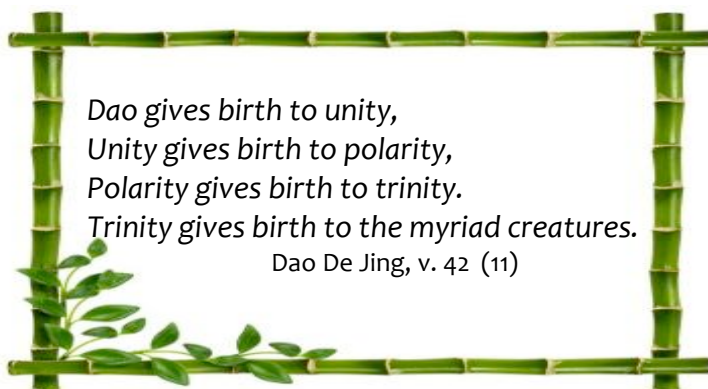 Dao gives birth to unity,
Unity gives birth to polarity,
Polarity gives birth to trinity.
Trinity gives birth to the myriad creatures.
Dao De Jing, v. 42 (11)